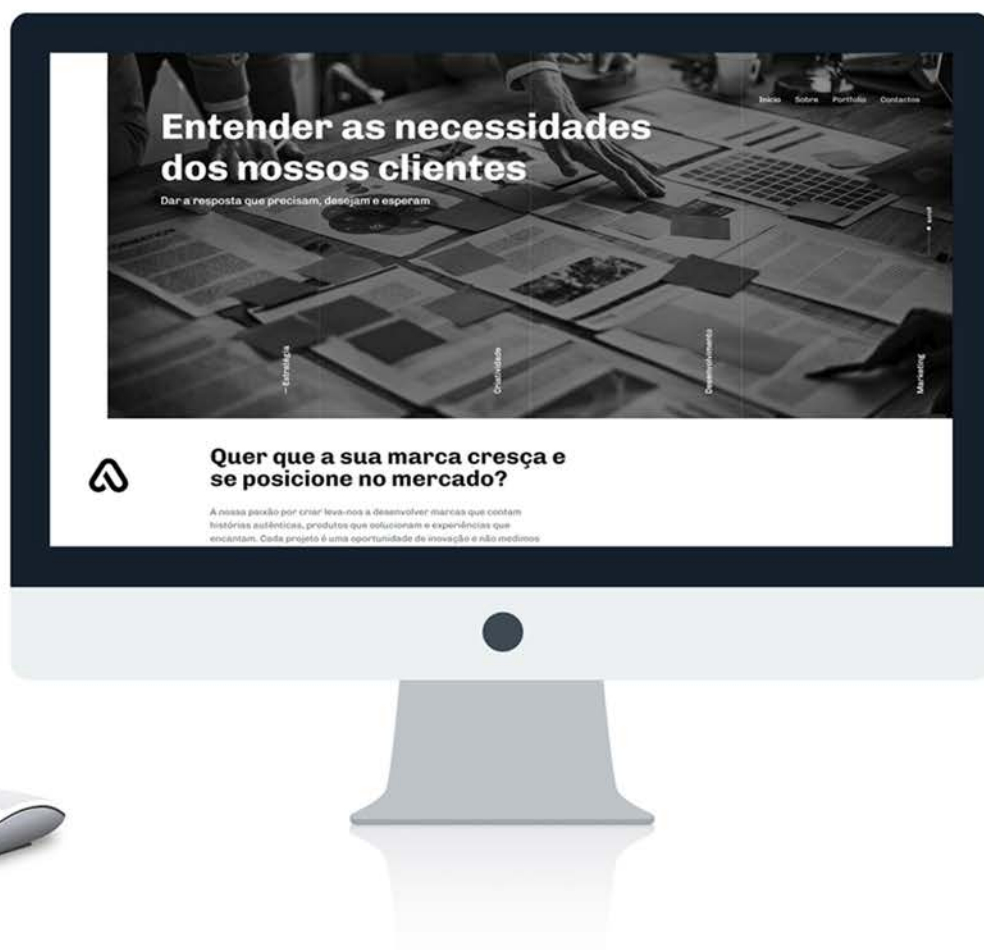 Início Sobre Portfolio Contactos
Entender as necessidades
dos nossos clientes
Dar a resposta que precisam, desejam e esperam
— Estratégia
Criatividade
Desenvolvimento
Marketing
Quer que a sua marca cresça e
se posicione no mercado?
A nossa paixão por criar leva-nos a desenvolver marcas que contam
histórias autênticas, produtos que solucionam e experiências que
encantam. Cada projeto é uma oportunidade de inovação e não medimos